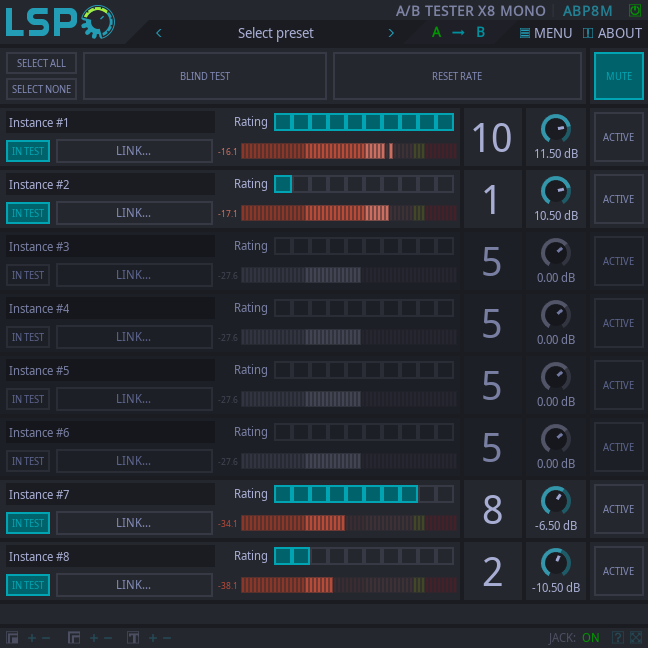 LSP A/B TESTER X8 MONO ABP8M
Select preset A → B MENU ABOUT
SELECT ALL
SELECT NONE
BLIND TEST RESET RATE MUTE
Instance #1 Rating 10 ACTIVE
IN TEST LINK... -16.1 11.50 dB
Instance #2 Rating 1 ACTIVE
IN TEST LINK... -17.1 10.50 dB
Instance #3 Rating 5 ACTIVE
IN TEST LINK... -27.6 0.00 dB
Instance #4 Rating 5 ACTIVE
IN TEST LINK... -27.6 0.00 dB
Instance #5 Rating 5 ACTIVE
IN TEST LINK... -27.6 0.00 dB
Instance #6 Rating 5 ACTIVE
IN TEST LINK... -27.6 0.00 dB
Instance #7 Rating 8 ACTIVE
IN TEST LINK... -34.1 -6.50 dB
Instance #8 Rating 2 ACTIVE
IN TEST LINK... -38.1 -10.50 dB
+ − + − T + − JACK: ON ?